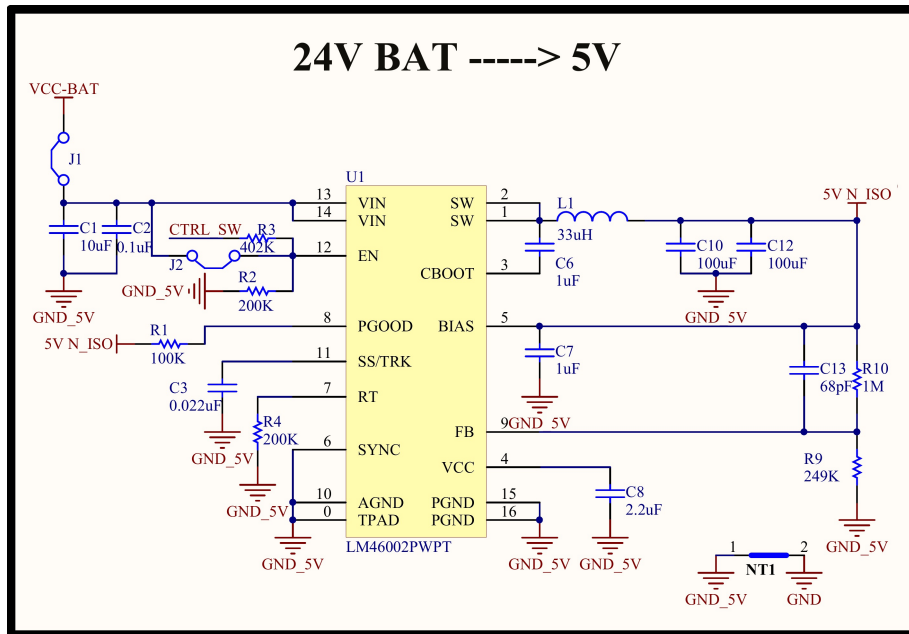 24V BAT -----> 5V
VCC-BAT
J1
C1
10uF
C2
0.1uF
CTRL_SW
R3
402K
J2
R2
200K
GND_5V
GND_5V
5V N_ISO
R1
100K
C3
0.022uF
GND_5V
R4
200K
GND_5V
GND_5V
U1
13
VIN
14
VIN
12
EN
8
PGOOD
11
SS/TRK
7
RT
6
SYNC
10
AGND
0
TPAD
SW
2
SW
1
CBOOT
3
BIAS
5
FB
9
VCC
4
PGND
15
PGND
16
LM46002PWPT
L1
33uH
C6
1uF
C10
100uF
C12
100uF
GND_5V
5V N_ISO
C7
1uF
GND_5V
C13
68pF
R10
1M
R9
249K
GND_5V
C8
2.2uF
GND_5V
GND_5V
1
2
NT1
GND_5V
GND